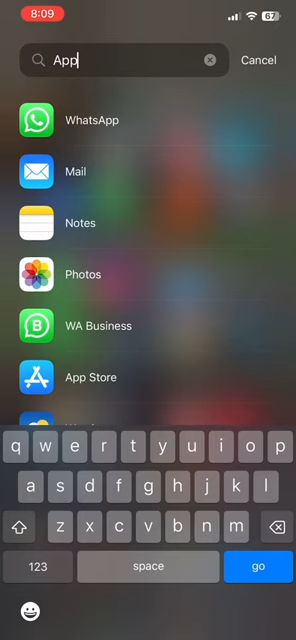 8:09
67
App
Cancel
WhatsApp
Mail
Notes
Photos
WA Business
App Store
q w e r t y u i o p
a s d f g h j k l
z x c v b n m
123 space go